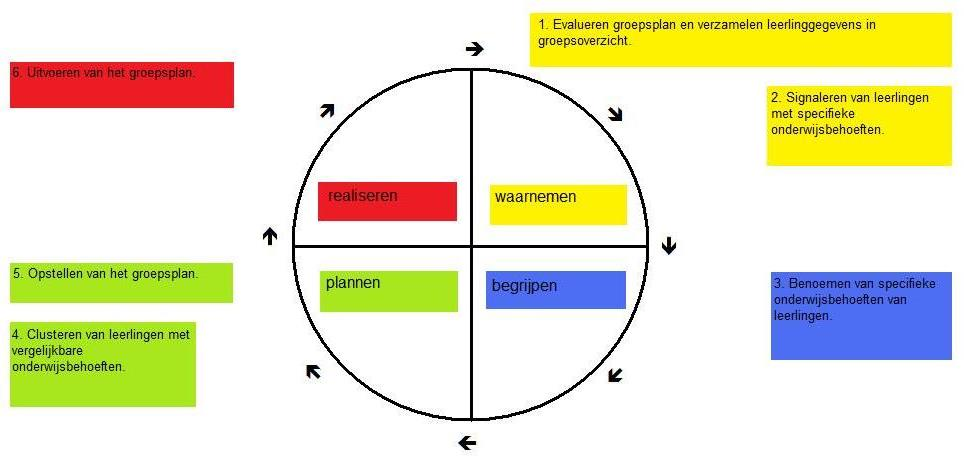 1. Evalueren groepsplan en verzamelen leerlinggegevens in
groepsoverzicht.
2. Signaleren van leerlingen
met specifieke
onderwijsbehoeften.
3. Benoemen van specifieke
onderwijsbehoeften van
leerlingen.
4. Clusteren van leerlingen met
vergelijkbare
onderwijsbehoeften.
5. Opstellen van het groepsplan.
6. Uitvoeren van het groepsplan.
realiseren
waarnemen
plannen
begrijpen